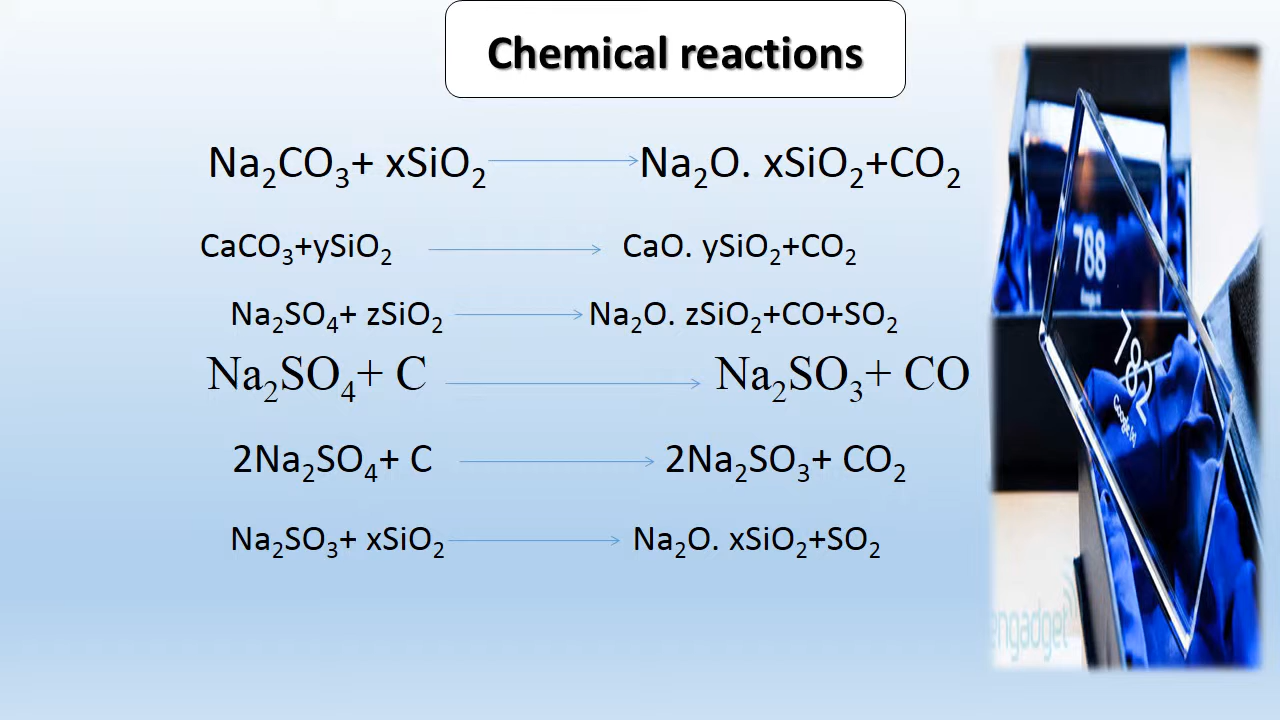 Chemical reactions
Na₂CO₃+ xSiO₂ → Na₂O. xSiO₂+CO₂
CaCO₃+ySiO₂ → CaO. ySiO₂+CO₂
Na₂SO₄+ zSiO₂ → Na₂O. zSiO₂+CO+SO₂
Na₂SO₄+ C → Na₂SO₃+ CO
2Na₂SO₄+ C → 2Na₂SO₃+ CO₂
Na₂SO₃+ xSiO₂ → Na₂O. xSiO₂+SO₂
788
782
engadget